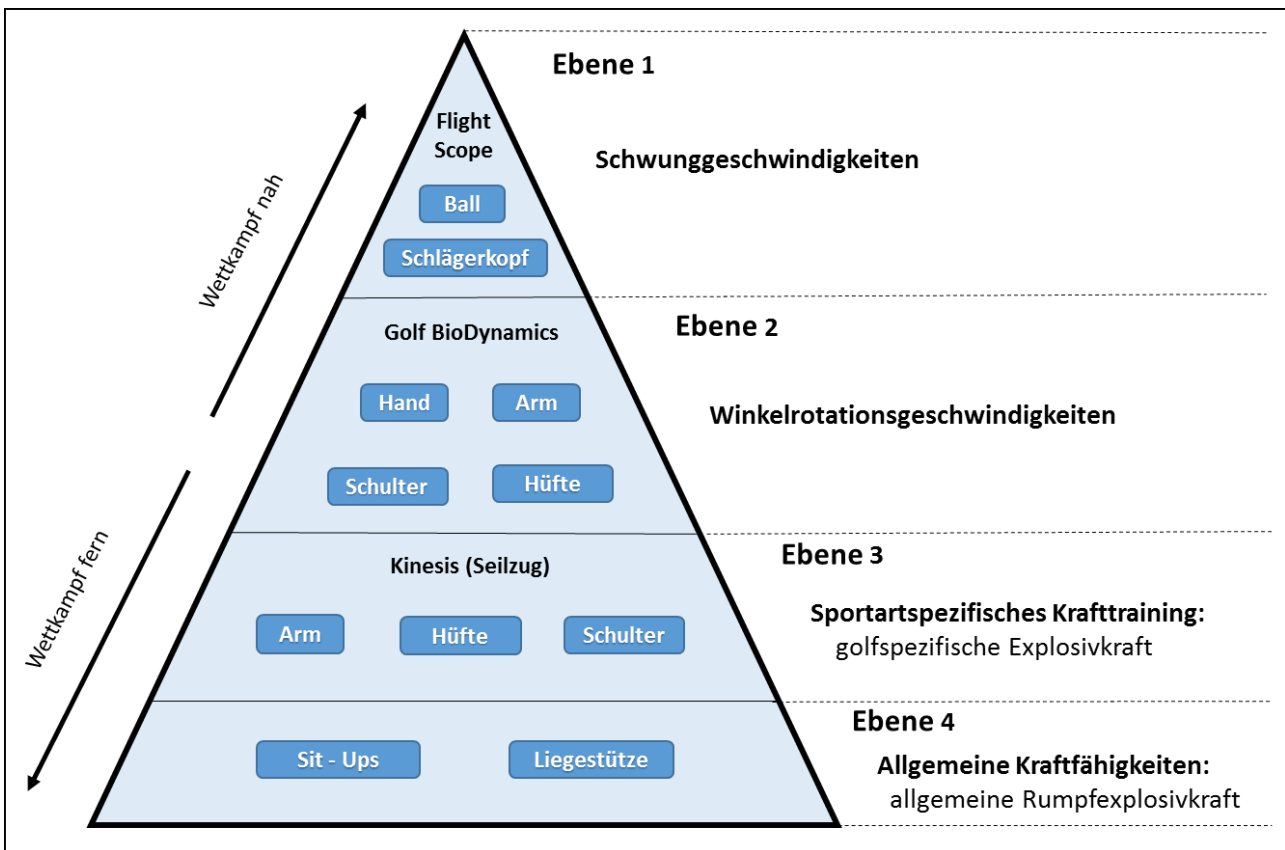 Ebene 1
Flight
Scope
Schwunggeschwindigkeiten
Ball
Schlägerkopf
Wettkampf nah
Ebene 2
Golf BioDynamics
Hand
Arm
Winkelrotationsgeschwindigkeiten
Schulter
Hüfte
Wettkampf fern
Ebene 3
Kinesis (Seilzug)
Sportartspezifisches Krafttraining:
golfspezifische Explosivkraft
Arm
Hüfte
Schulter
Ebene 4
Sit - Ups
Liegestütze
Allgemeine Kraftfähigkeiten:
allgemeine Rumpfexplosivkraft